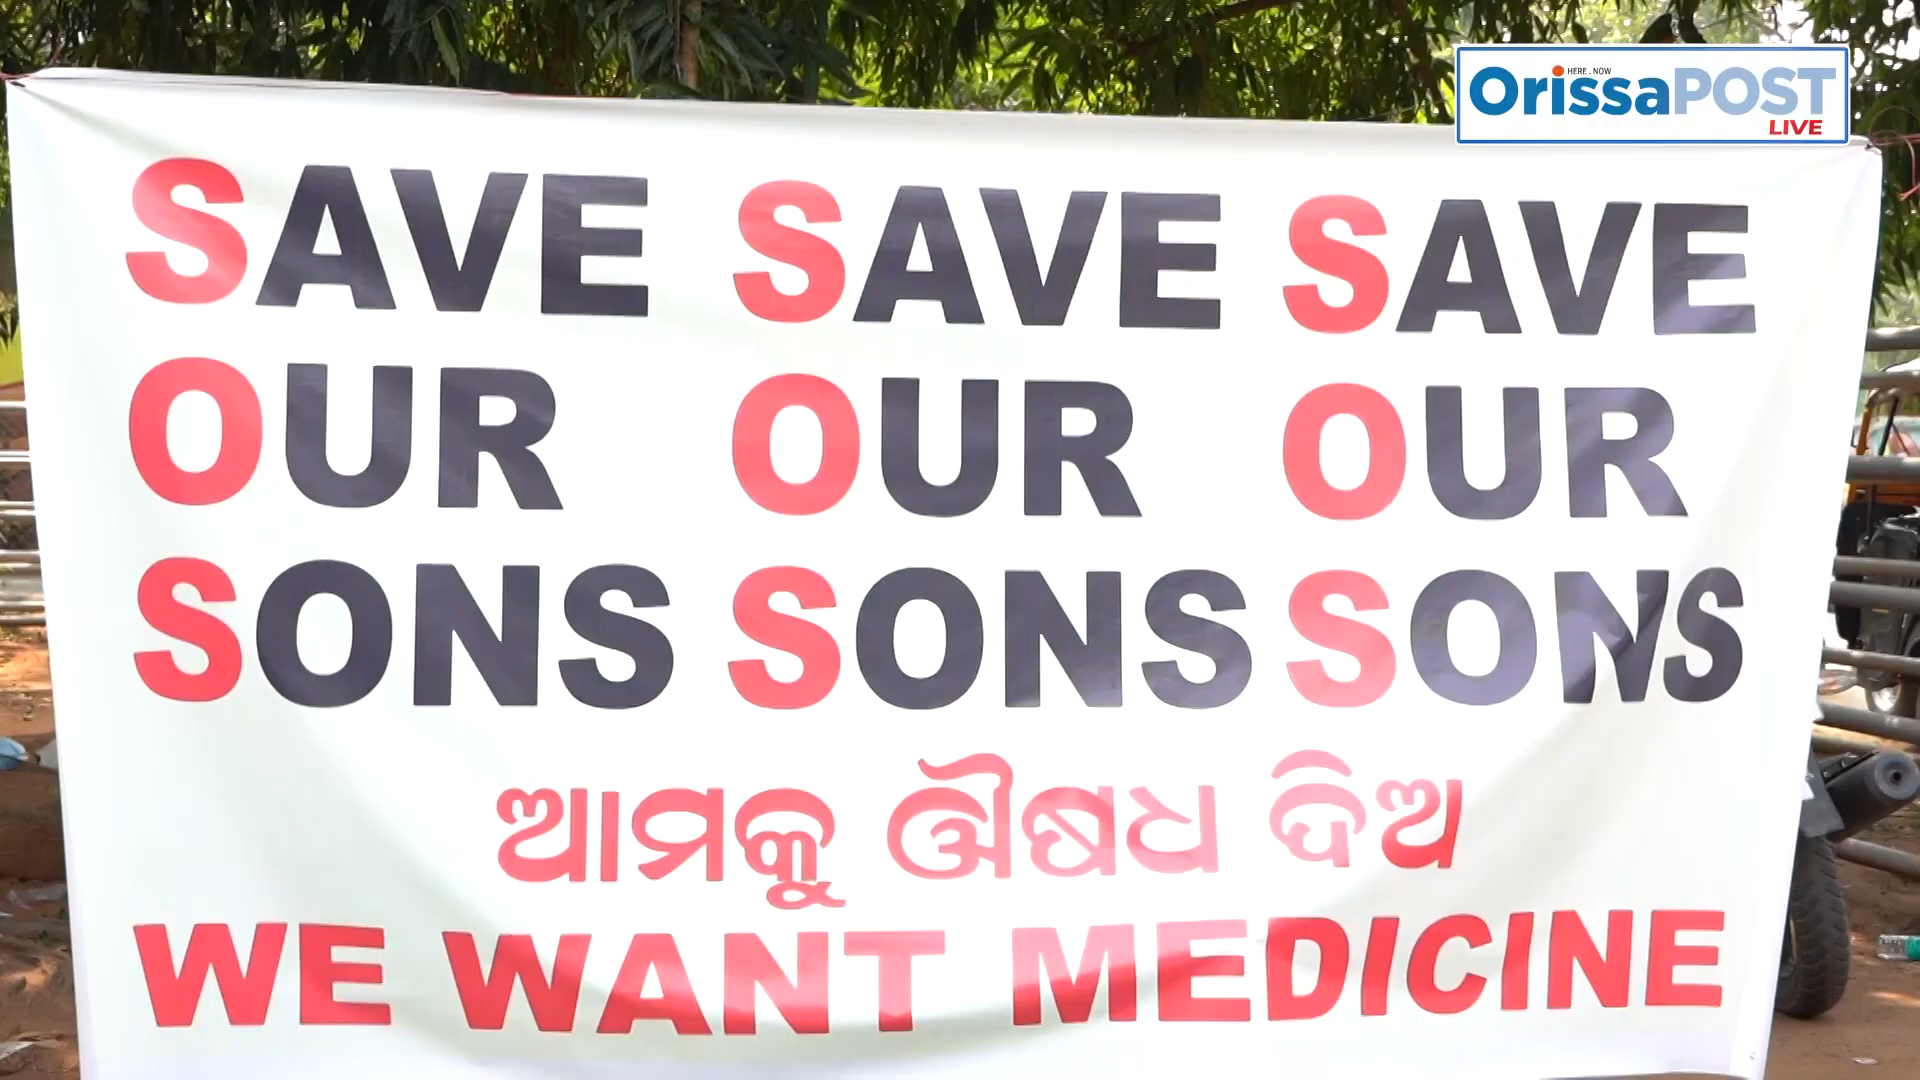 HERE . NOW
OrissaPOST
LIVE
SAVE SAVE SAVE
OUR OUR OUR
SONS SONS SONS
ଆମକୁ ଔଷଧ ଦିଅ
WE WANT MEDICINE